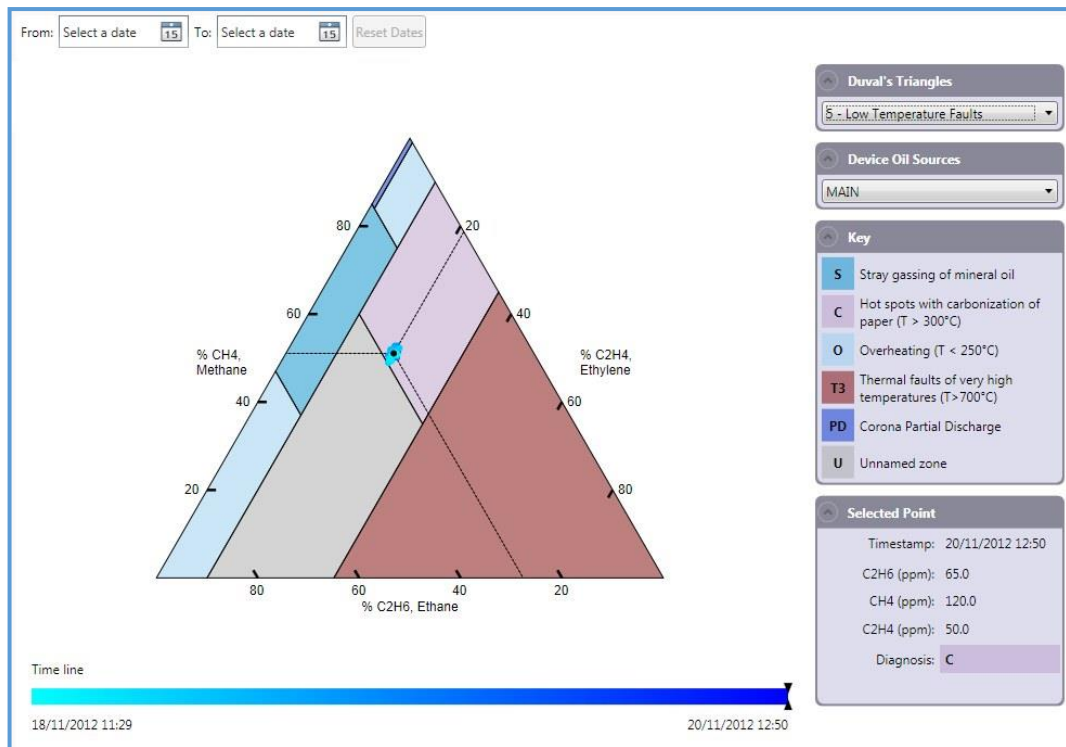 From: Select a date 15 To: Select a date 15 Reset Dates
Duval's Triangles
5 - Low Temperature Faults
Device Oil Sources
MAIN
Key
S Stray gassing of mineral oil
C Hot spots with carbonization of
paper (T > 300°C)
O Overheating (T < 250°C)
T3 Thermal faults of very high
temperatures (T>700°C)
PD Corona Partial Discharge
U Unnamed zone
Selected Point
Timestamp: 20/11/2012 12:50
C2H6 (ppm): 65.0
CH4 (ppm): 120.0
C2H4 (ppm): 50.0
Diagnosis: C
80 20
60 40
% CH4,
Methane
% C2H4,
Ethylene
40 60
20 80
80 60 40 20
% C2H6, Ethane
Time line
18/11/2012 11:29 20/11/2012 12:50